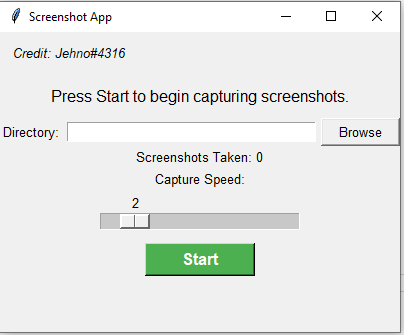 Screenshot App
Credit: Jehno#4316
Press Start to begin capturing screenshots.
Directory: Browse
Screenshots Taken: 0
Capture Speed:
2
Start